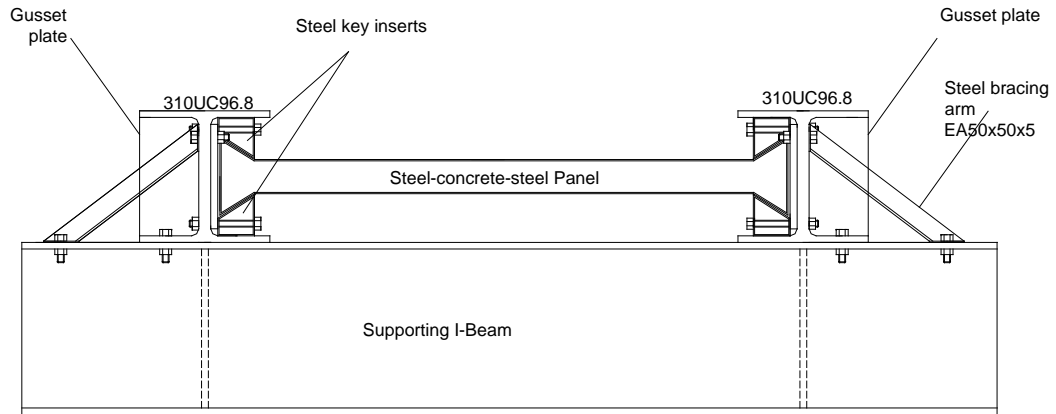 Gusset
plate
Steel key inserts
Gusset plate
310UC96.8
310UC96.8
Steel bracing
arm
EA50x50x5
Steel-concrete-steel Panel
Supporting I-Beam